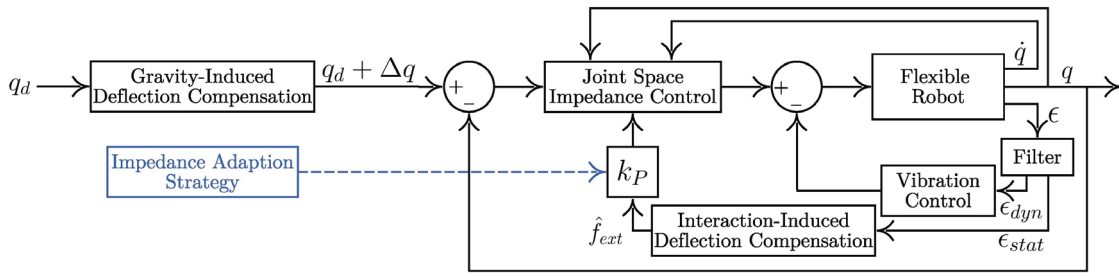 q̇
q_d
Gravity-Induced
Deflection Compensation
q_d + Δq
+
−
Joint Space
Impedance Control
+
−
Flexible
Robot
q
ϵ
Impedance Adaption
Strategy
k_P
Filter
Vibration
Control
ϵ_dyn
f̂_ext
Interaction-Induced
Deflection Compensation
ϵ_stat